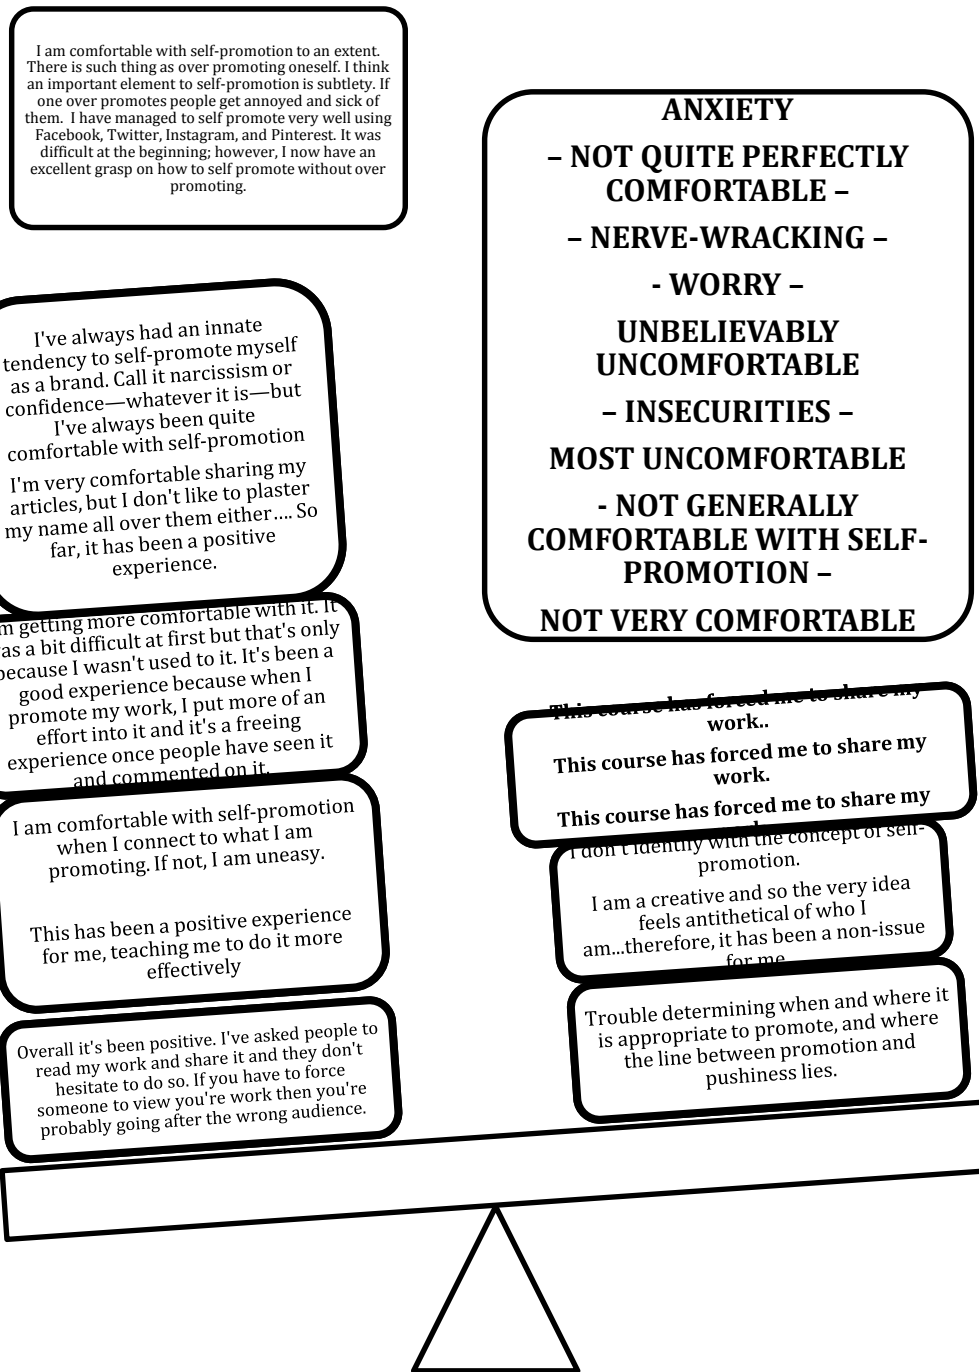 I am comfortable with self-promotion to an extent.
There is such thing as over promoting oneself. I think
an important element to self-promotion is subtlety. If
one over promotes people get annoyed and sick of
them. I have managed to self promote very well using
Facebook, Twitter, Instagram, and Pinterest. It was
difficult at the beginning; however, I now have an
excellent grasp on how to self promote without over
promoting.
I've always had an innate
tendency to self-promote myself
as a brand. Call it narcissism or
confidence—whatever it is—but
I've always been quite
comfortable with self-promotion
I'm very comfortable sharing my
articles, but I don't like to plaster
my name all over them either.... So
far, it has been a positive
experience.
getting more comfortable with it. It
a bit difficult at first but that's only
because I wasn't used to it. It's been a
good experience because when I
promote my work, I put more of an
effort into it and it's a freeing
experience once people have seen it
and commented on it.
I am comfortable with self-promotion
when I connect to what I am
promoting. If not, I am uneasy.
This has been a positive experience
for me, teaching me to do it more
effectively
Overall it's been positive. I've asked people to
read my work and share it and they don't
hesitate to do so. If you have to force
someone to view you're work then you're
probably going after the wrong audience.
ANXIETY
– NOT QUITE PERFECTLY
COMFORTABLE –
– NERVE-WRACKING –
- WORRY –
UNBELIEVABLY
UNCOMFORTABLE
– INSECURITIES –
MOST UNCOMFORTABLE
- NOT GENERALLY
COMFORTABLE WITH SELF-
PROMOTION –
NOT VERY COMFORTABLE
This course has forced me to share my
work..
This course has forced me to share my
work.
This course has forced me to share my
I don't identify with the concept of self-
promotion.
I am a creative and so the very idea
feels antithetical of who I
am...therefore, it has been a non-issue
for me
Trouble determining when and where it
is appropriate to promote, and where
the line between promotion and
pushiness lies.